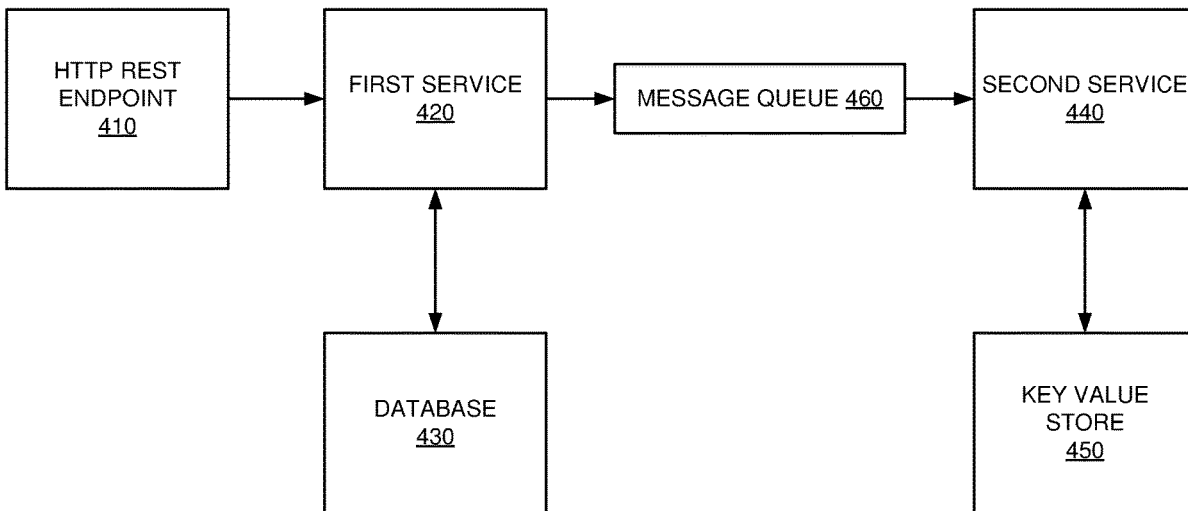 HTTP REST
ENDPOINT
410
FIRST SERVICE
420
MESSAGE QUEUE 460
SECOND SERVICE
440
DATABASE
430
KEY VALUE
STORE
450